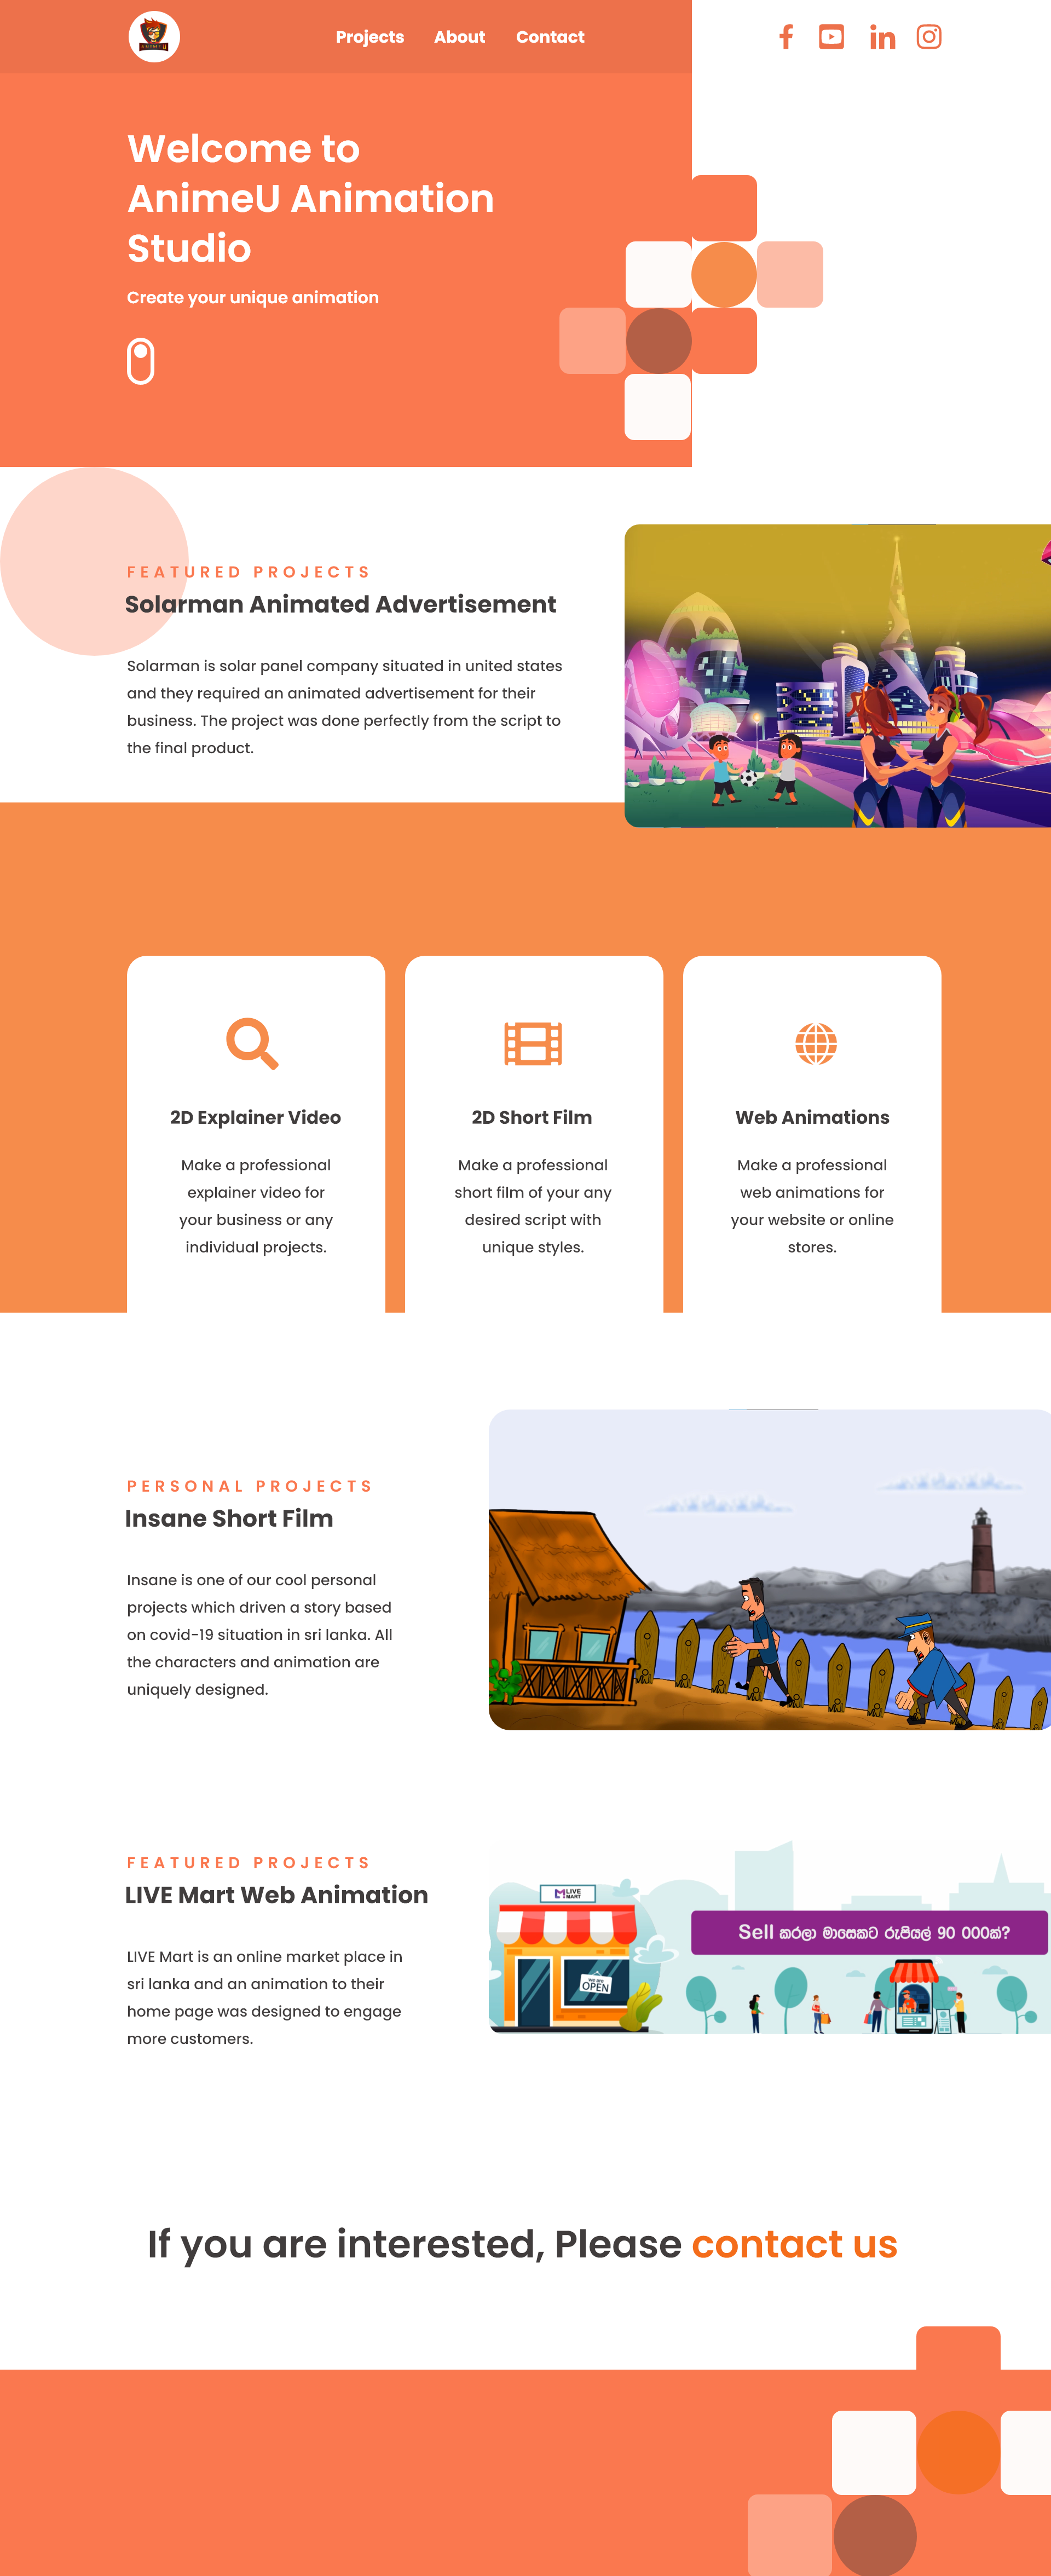 ANIME U
Projects About Contact
Welcome to
AnimeU Animation
Studio
Create your unique animation
FEATURED PROJECTS
Solarman Animated Advertisement
Solarman is solar panel company situated in united states
and they required an animated advertisement for their
business. The project was done perfectly from the script to
the final product.
2D Explainer Video
Make a professional
explainer video for
your business or any
individual projects.
2D Short Film
Make a professional
short film of your any
desired script with
unique styles.
Web Animations
Make a professional
web animations for
your website or online
stores.
PERSONAL PROJECTS
Insane Short Film
Insane is one of our cool personal
projects which driven a story based
on covid-19 situation in sri lanka. All
the characters and animation are
uniquely designed.
FEATURED PROJECTS
LIVE Mart Web Animation
LIVE Mart is an online market place in
sri lanka and an animation to their
home page was designed to engage
more customers.
LIVE
MART
we are
OPEN
Sell කරලා මාසෙකට රුපියල් 90 000ක්?
If you are interested, Please contact us